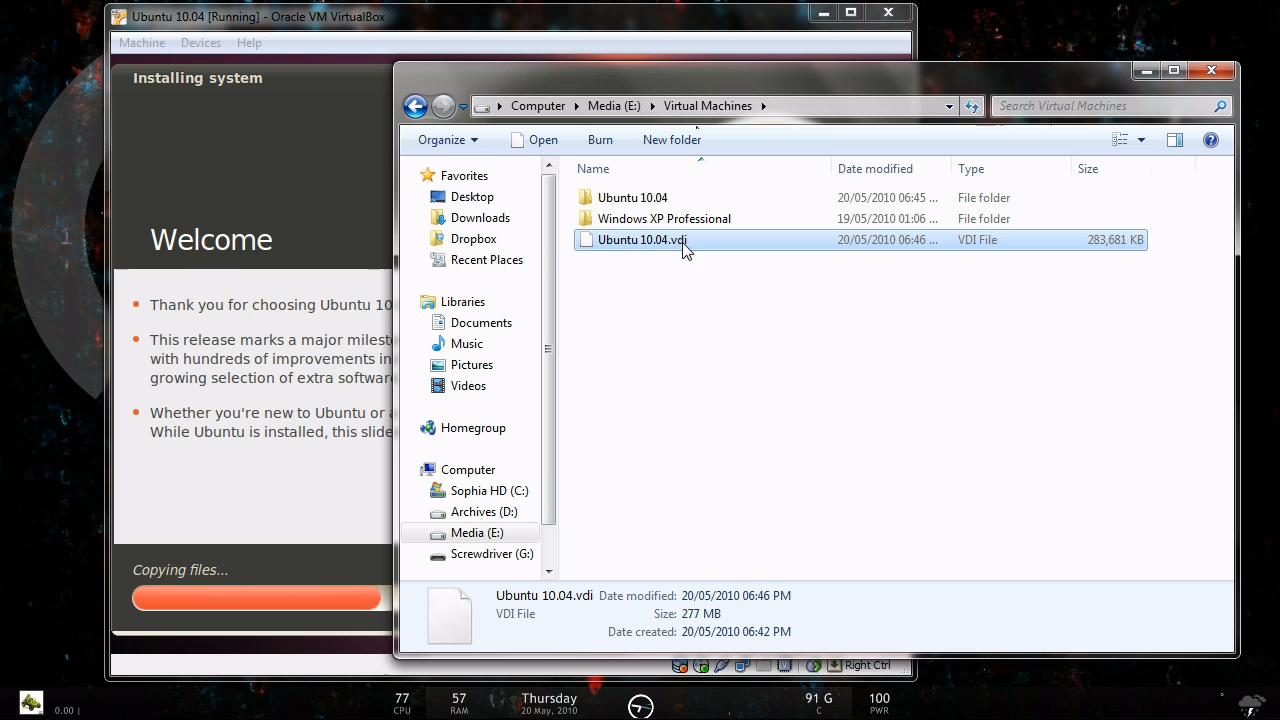 Ubuntu 10.04 [Running] - Oracle VM VirtualBox
Machine Devices Help
Installing system
Welcome
Thank you for choosing Ubuntu 10
This release marks a major milest
with hundreds of improvements in
growing selection of extra software
Whether you're new to Ubuntu or a
While Ubuntu is installed, this slide
Copying files...
Computer Media (E:) Virtual Machines
Search Virtual Machines
Organize Open Burn New folder
Favorites
Desktop
Downloads
Dropbox
Recent Places
Libraries
Documents
Music
Pictures
Videos
Homegroup
Computer
Sophia HD (C:)
Archives (D:)
Media (E:)
Screwdriver (G:)
Name Date modified Type Size
Ubuntu 10.04 20/05/2010 06:45 ... File folder
Windows XP Professional 19/05/2010 01:06 ... File folder
Ubuntu 10.04.vdi 20/05/2010 06:46 ... VDI File 283,681 KB
Ubuntu 10.04.vdi Date modified: 20/05/2010 06:46 PM
VDI File Size: 277 MB
Date created: 20/05/2010 06:42 PM
Right Ctrl
0.00 |
77
CPU
57
RAM
Thursday
20 May, 2010
91 G
C
100
PWR